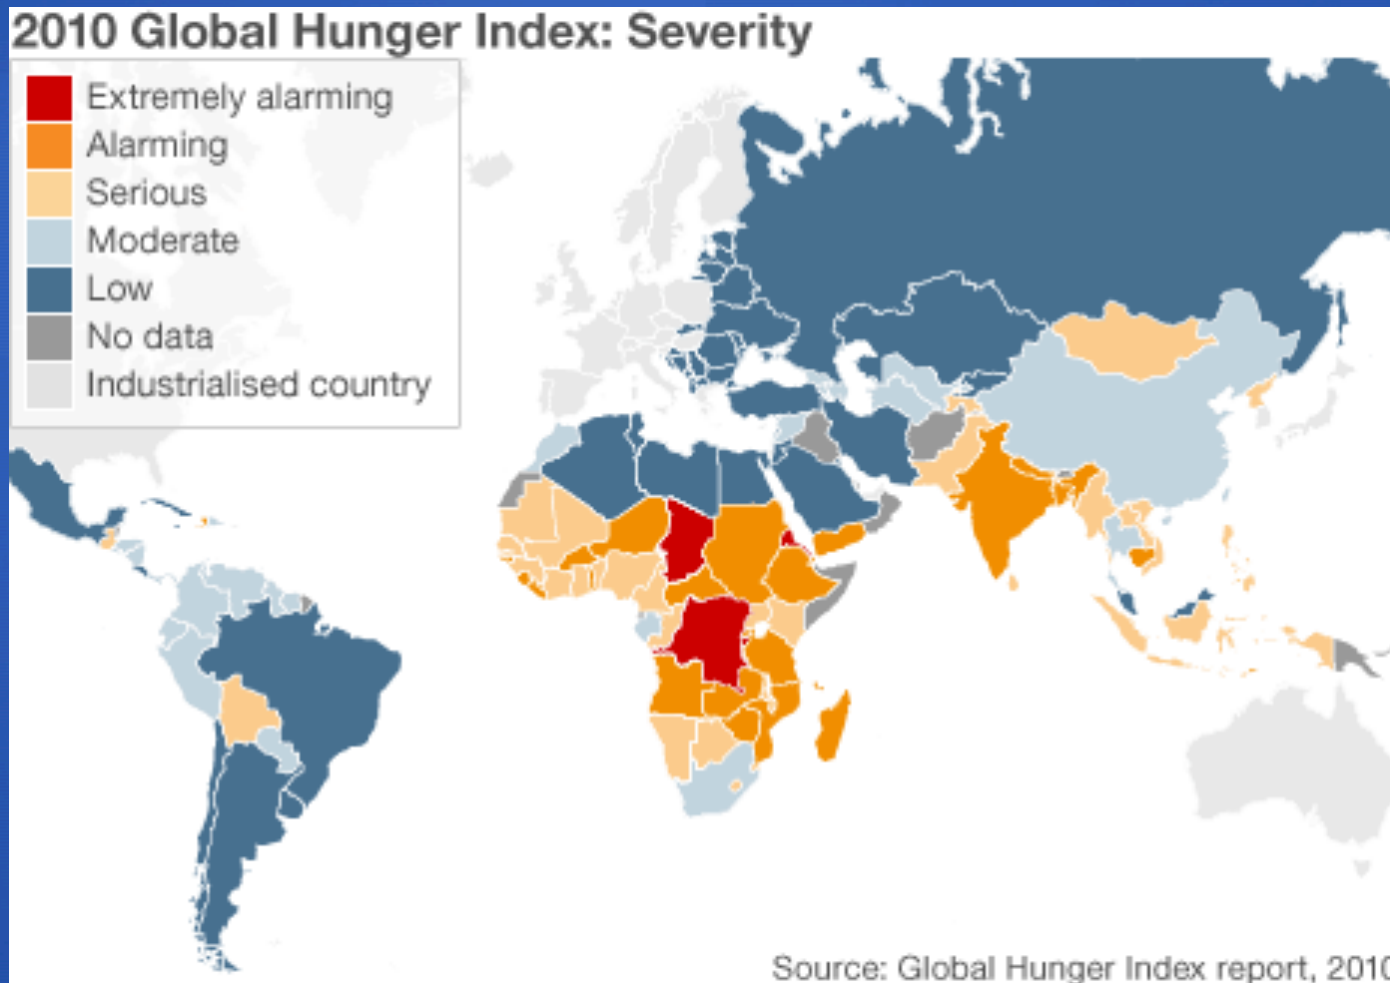 2010 Global Hunger Index: Severity
Extremely alarming
Alarming
Serious
Moderate
Low
No data
Industrialised country
Source: Global Hunger Index report, 2010